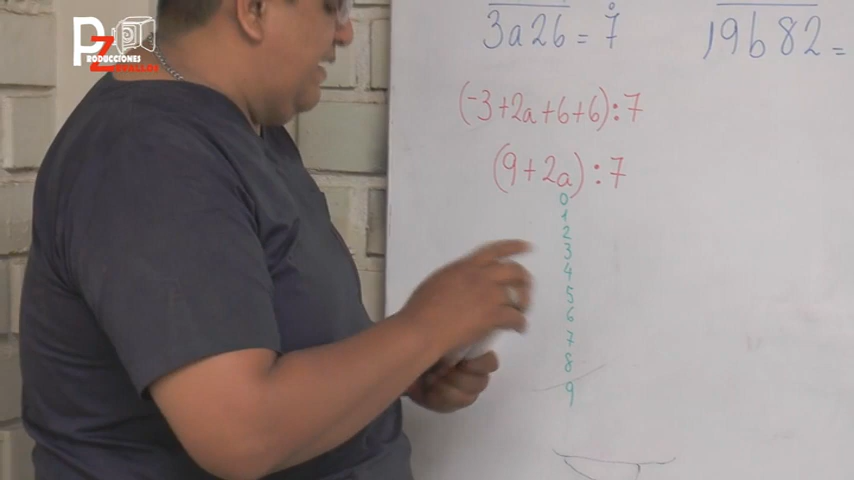 PZ
PRODUCCIONES
ZEVALLOS
3a26 = 7̊
19b82 =
(-3+2a+6+6):7
(9+2a):7
0
1
2
3
4
5
6
7
8
9